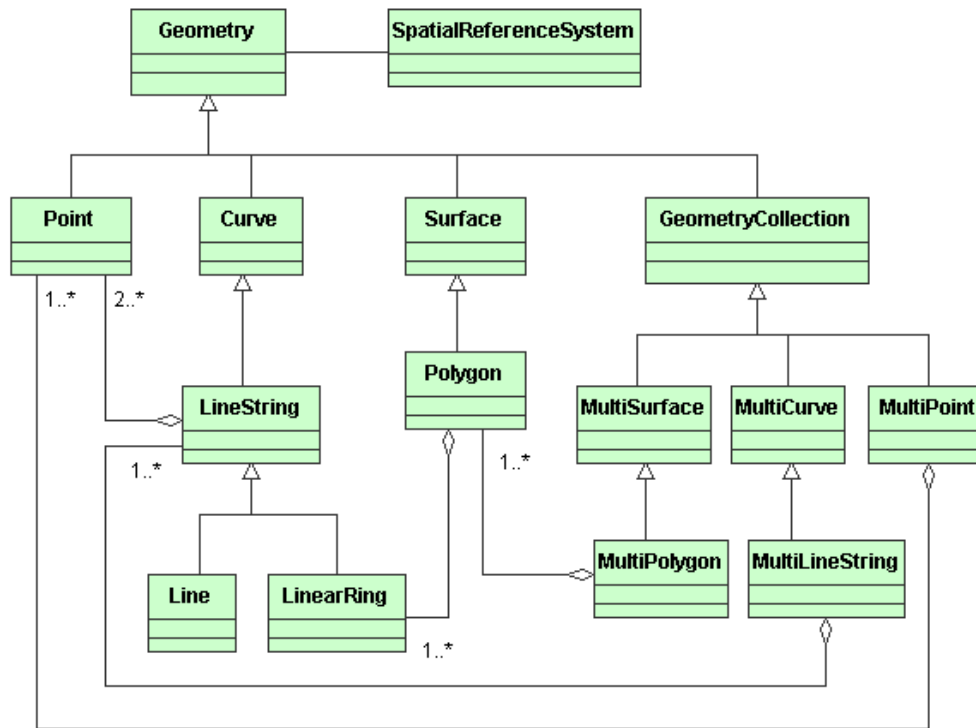 Geometry
SpatialReferenceSystem
Point
Curve
Surface
GeometryCollection
1..*
2..*
Polygon
LineString
MultiSurface
MultiCurve
MultiPoint
1..*
1..*
Line
LinearRing
MultiPolygon
MultiLineString
1..*